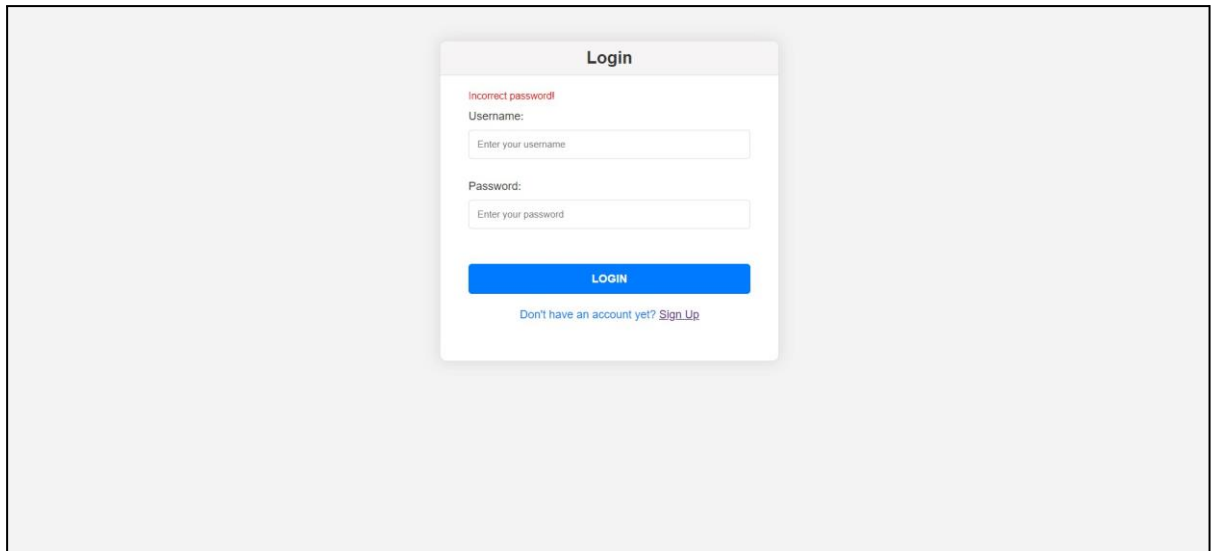 Login
Incorrect password!
Username:
Enter your username
Password:
Enter your password
LOGIN
Don't have an account yet? Sign Up